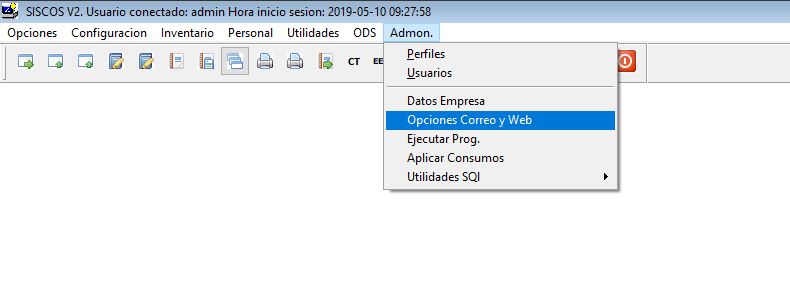 SISCOS V2. Usuario conectado: admin Hora inicio sesion: 2019-05-10 09:27:58
Opciones Configuracion Inventario Personal Utilidades ODS Admon.
CT EE
Perfiles
Usuarios
Datos Empresa
Opciones Correo y Web
Ejecutar Prog.
Aplicar Consumos
Utilidades SQl